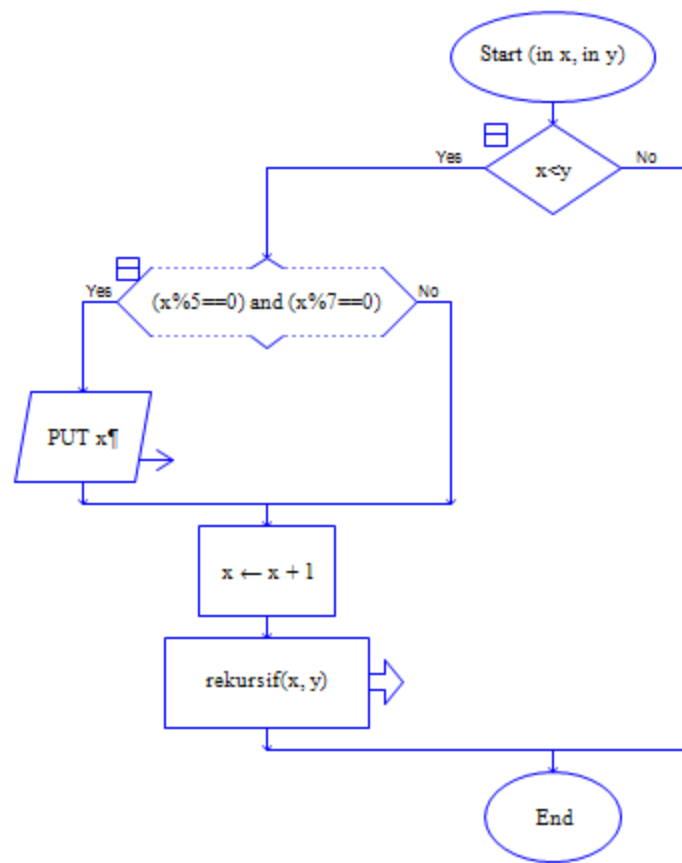 Start (in x, in y)
Yes
x<y
No
Yes
(x%5==0) and (x%7==0)
No
PUT x¶
x ← x + 1
rekursif(x, y)
End